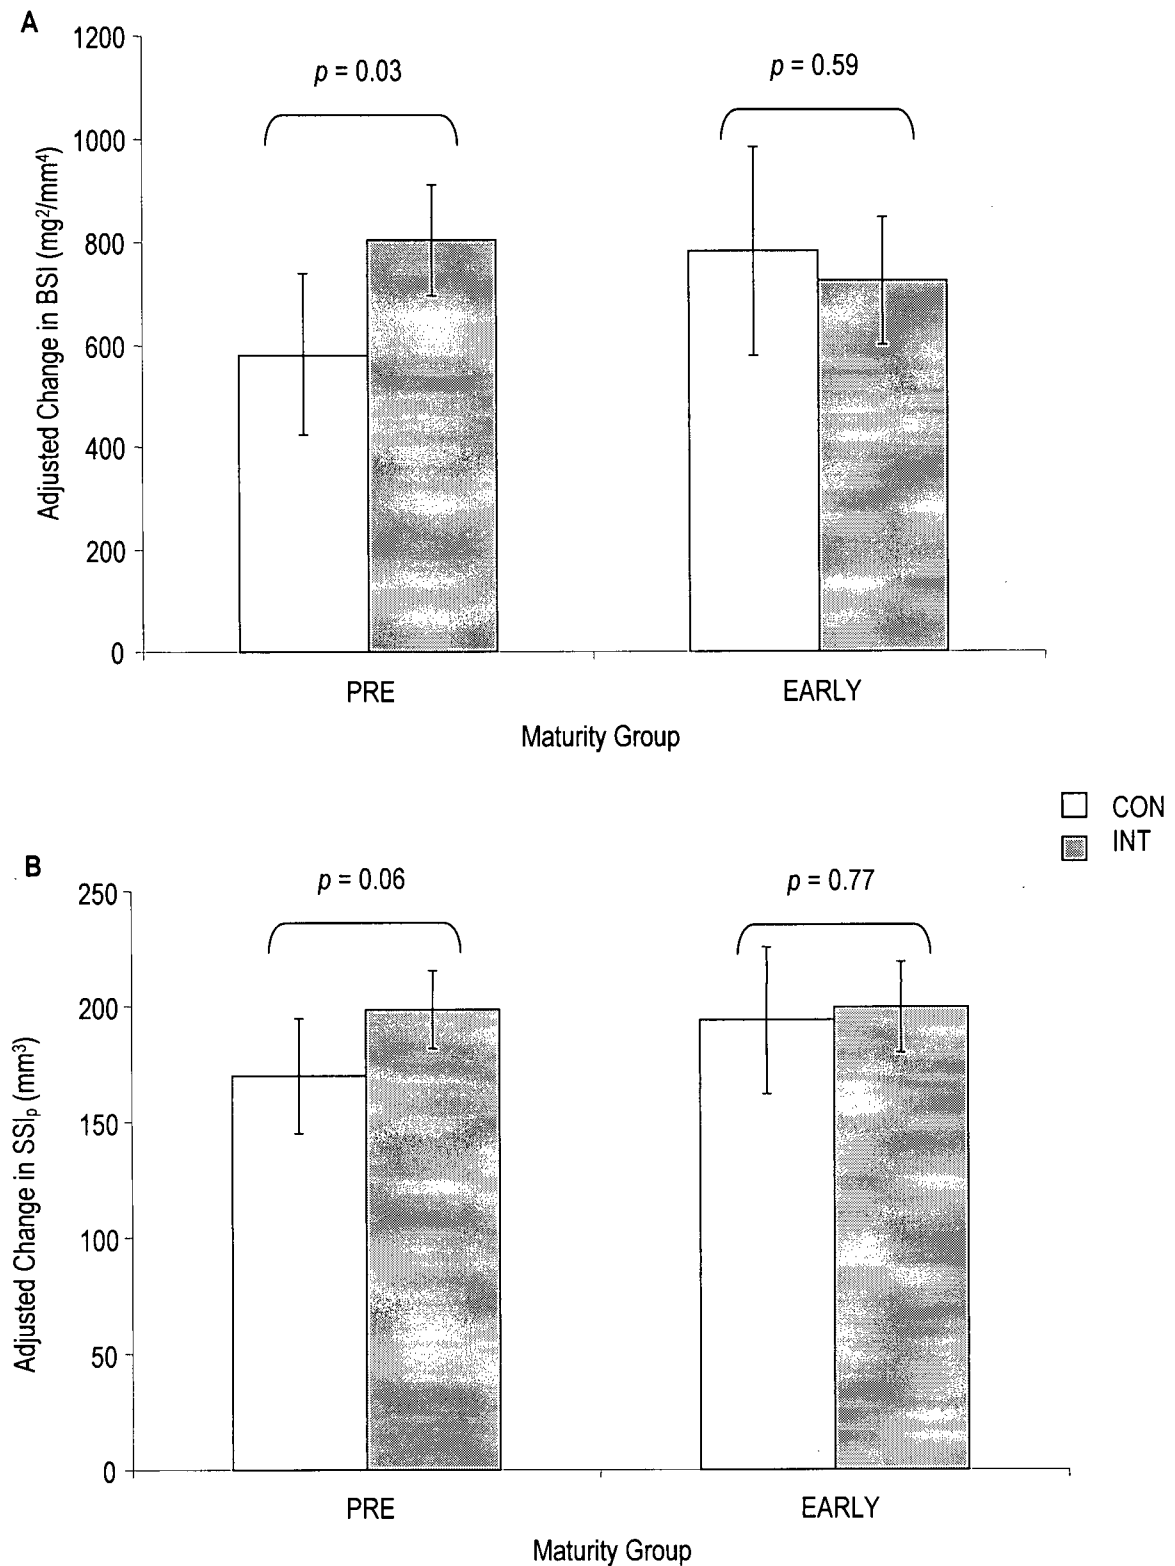 A
Adjusted Change in BSI (mg²/mm⁴)
1200
1000
800
600
400
200
0
p = 0.03
p = 0.59
PRE
EARLY
Maturity Group
CON
INT
B
Adjusted Change in SSIₚ (mm³)
250
200
150
100
50
0
p = 0.06
p = 0.77
PRE
EARLY
Maturity Group